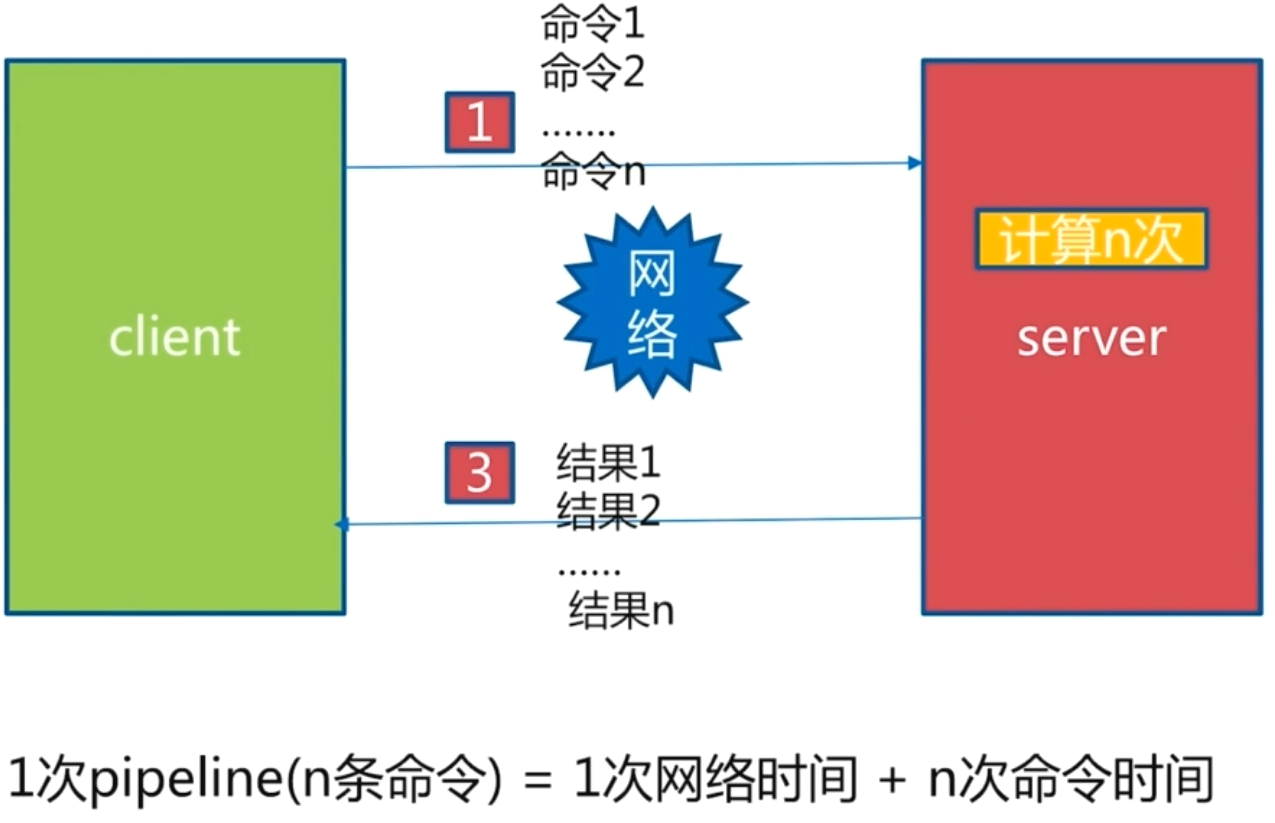 命令1
命令2
.......
命令n
1
计算n次
网
络
client
server
3
结果1
结果2
......
结果n
1次pipeline(n条命令) = 1次网络时间 + n次命令时间